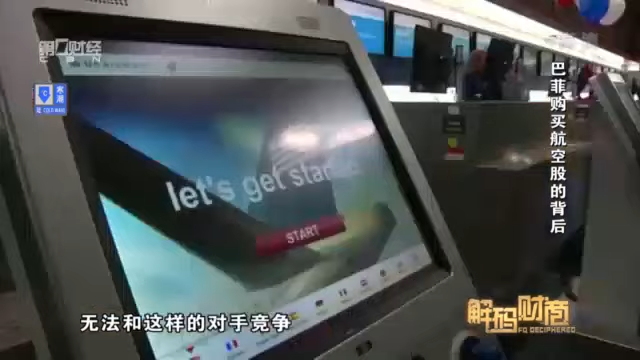 第一财经
巴菲购买航空股的背后
let's get started
START
无法和这样的对手竞争
解码财商
FQ DECIPHERED